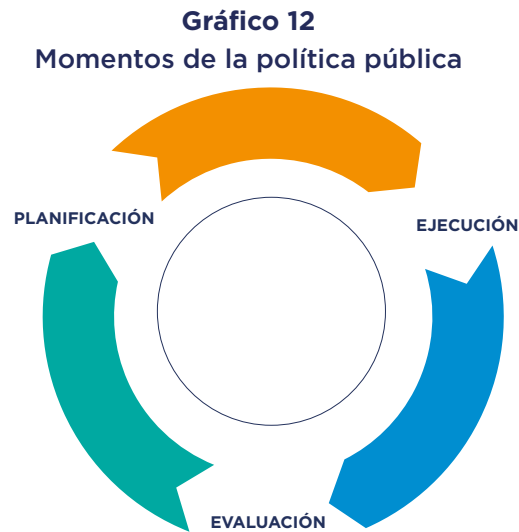 Gráfico 12
Momentos de la política pública
PLANIFICACIÓN
EJECUCIÓN
EVALUACIÓN